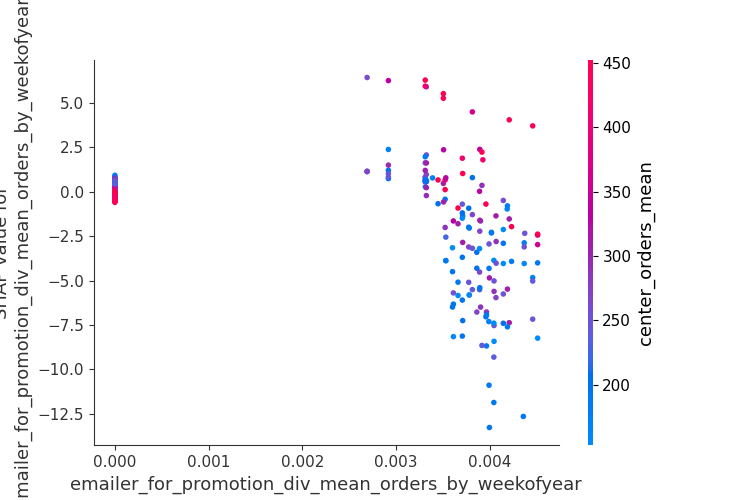 SHAP value for
emailer_for_promotion_div_mean_orders_by_weekofyear
5.0
2.5
0.0
−2.5
−5.0
−7.5
−10.0
−12.5
0.000 0.001 0.002 0.003 0.004
emailer_for_promotion_div_mean_orders_by_weekofyear
450
400
350
300
250
200
center_orders_mean